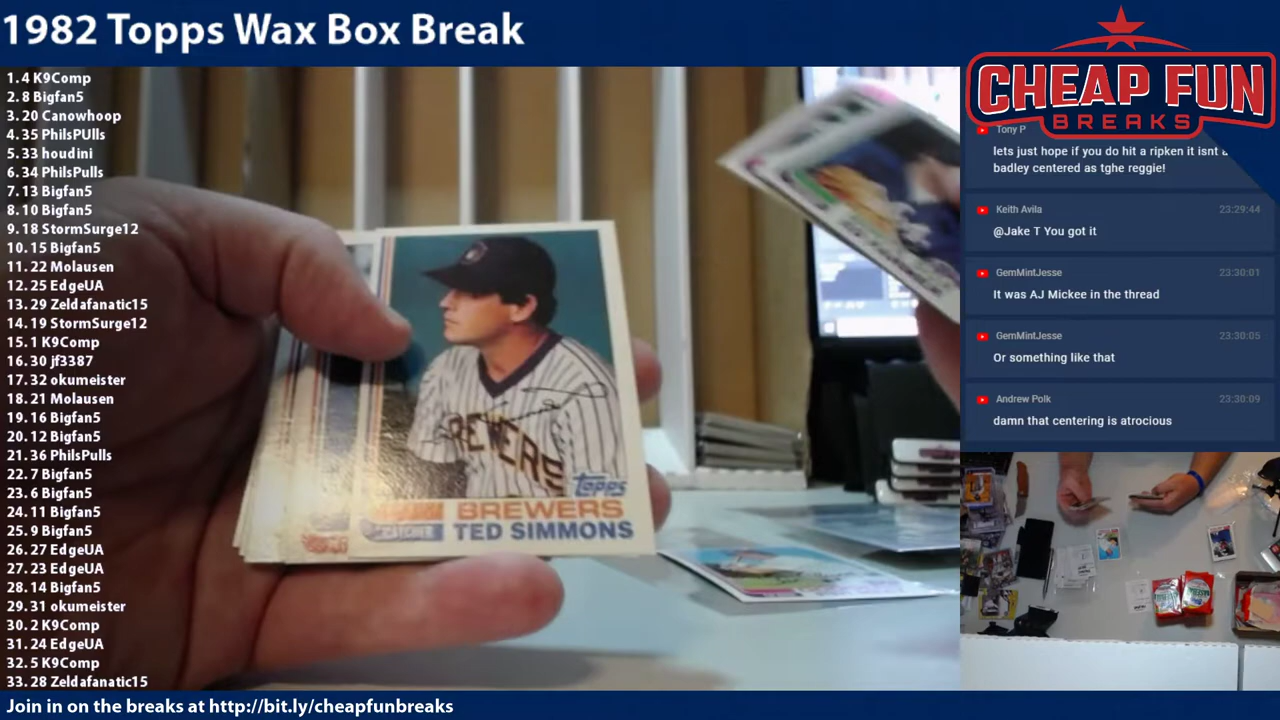 1982 Topps Wax Box Break
1.4 K9Comp
2.8 Bigfan5
3.20 Canowhoop
4.35 PhilsPUlls
5.33 houdini
6.34 PhilsPulls
7.13 Bigfan5
8.10 Bigfan5
9.18 StormSurge12
10.15 Bigfan5
11.22 Molausen
12.25 EdgeUA
13.29 Zeldafanatic15
14.19 StormSurge12
15.1 K9Comp
16.30 jf3387
17.32 okumeister
18.21 Molausen
19.16 Bigfan5
20.12 Bigfan5
21.36 PhilsPulls
22.7 Bigfan5
23.6 Bigfan5
24.11 Bigfan5
25.9 Bigfan5
26.27 EdgeUA
27.23 EdgeUA
28.14 Bigfan5
29.31 okumeister
30.2 K9Comp
31.24 EdgeUA
32.5 K9Comp
33.28 Zeldafanatic15
BREWERS
Topps
BREWERS
CATCHER TED SIMMONS
CHEAP FUN
BREAKS
Tony P
lets just hope if you do hit a ripken it isnt
badley centered as tghe reggie!
Keith Avila 23:29:44
@Jake T You got it
GemMintJesse 23:30:01
It was AJ Mickee in the thread
GemMintJesse 23:30:05
Or something like that
Andrew Polk 23:30:09
damn that centering is atrocious
Join in on the breaks at http://bit.ly/cheapfunbreaks